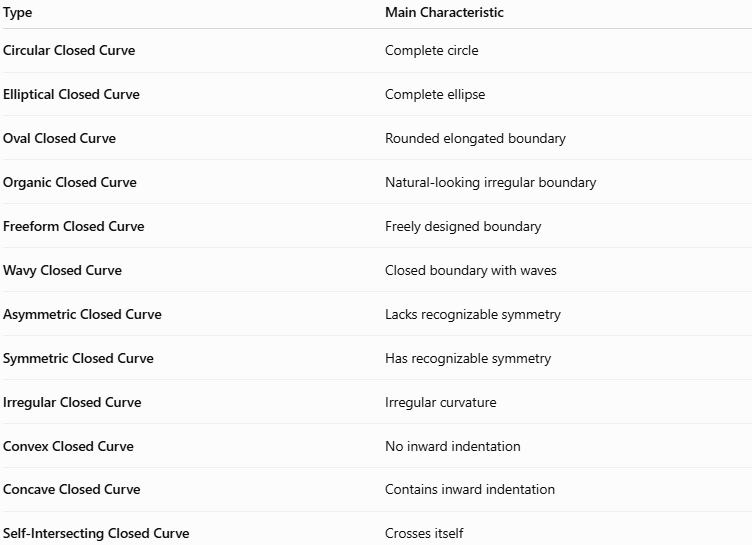 Type Main Characteristic
Circular Closed Curve Complete circle
Elliptical Closed Curve Complete ellipse
Oval Closed Curve Rounded elongated boundary
Organic Closed Curve Natural-looking irregular boundary
Freeform Closed Curve Freely designed boundary
Wavy Closed Curve Closed boundary with waves
Asymmetric Closed Curve Lacks recognizable symmetry
Symmetric Closed Curve Has recognizable symmetry
Irregular Closed Curve Irregular curvature
Convex Closed Curve No inward indentation
Concave Closed Curve Contains inward indentation
Self-Intersecting Closed Curve Crosses itself